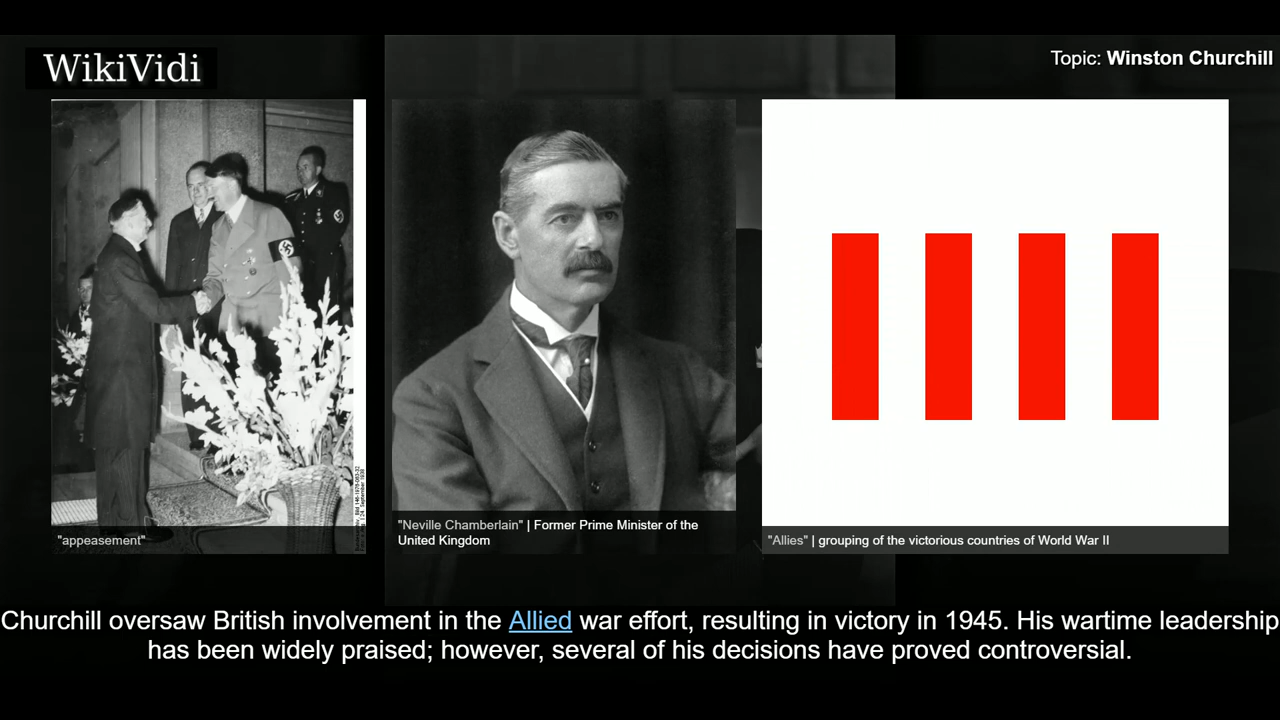 WikiVidi
Topic: Winston Churchill
"appeasement"
"Neville Chamberlain" | Former Prime Minister of the
United Kingdom
"Allies" | grouping of the victorious countries of World War II
Churchill oversaw British involvement in the Allied war effort, resulting in victory in 1945. His wartime leadership
has been widely praised; however, several of his decisions have proved controversial.